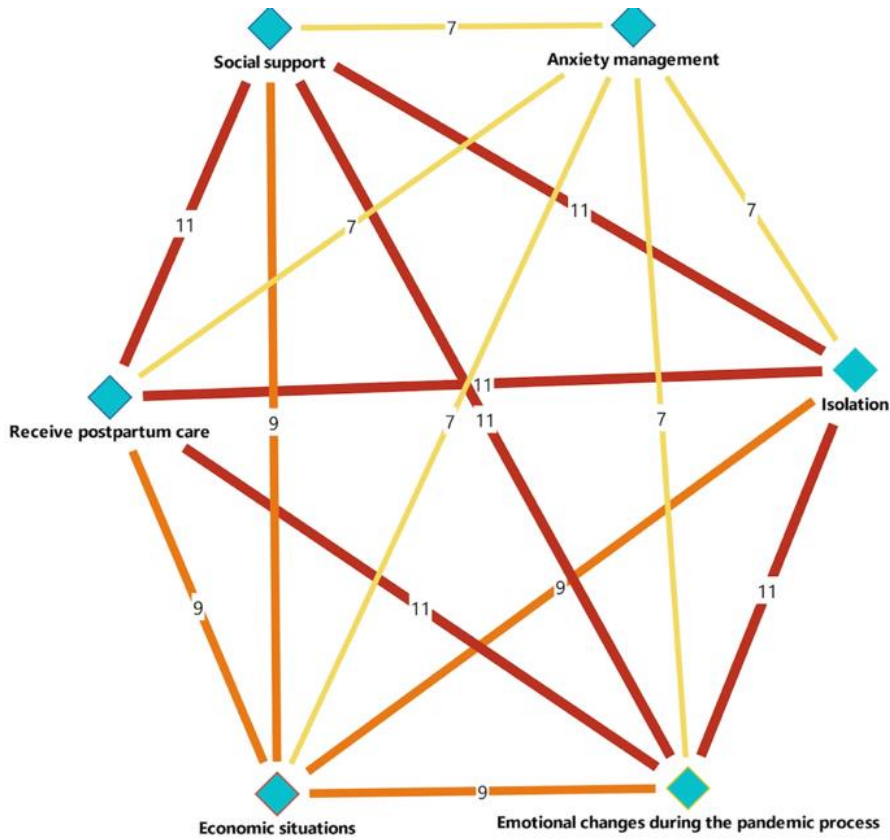 7
Social support
Anxiety management
11
7
11
7
11
Isolation
Receive postpartum care
9
7
11
7
9
11
9
11
9
Economic situations
Emotional changes during the pandemic process